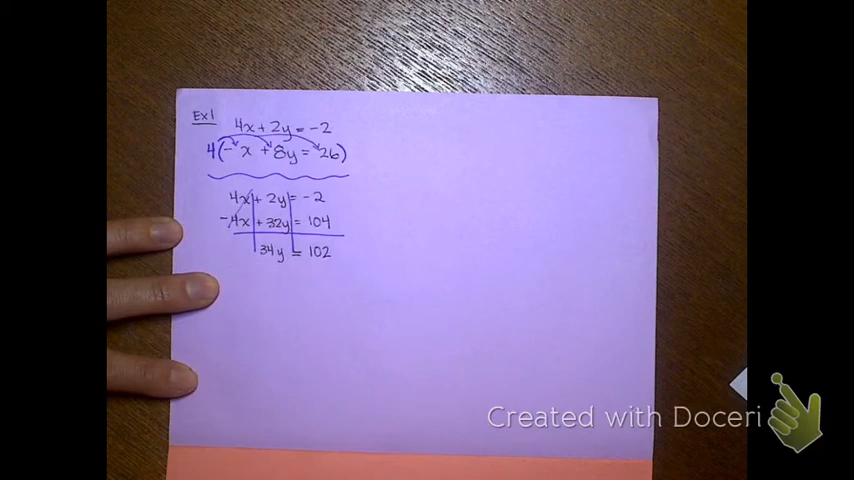 Ex1
4x + 2y = -2
4(-x + 8y = 26)
4x + 2y = -2
-4x + 32y = 104
34y = 102
Created with Doceri